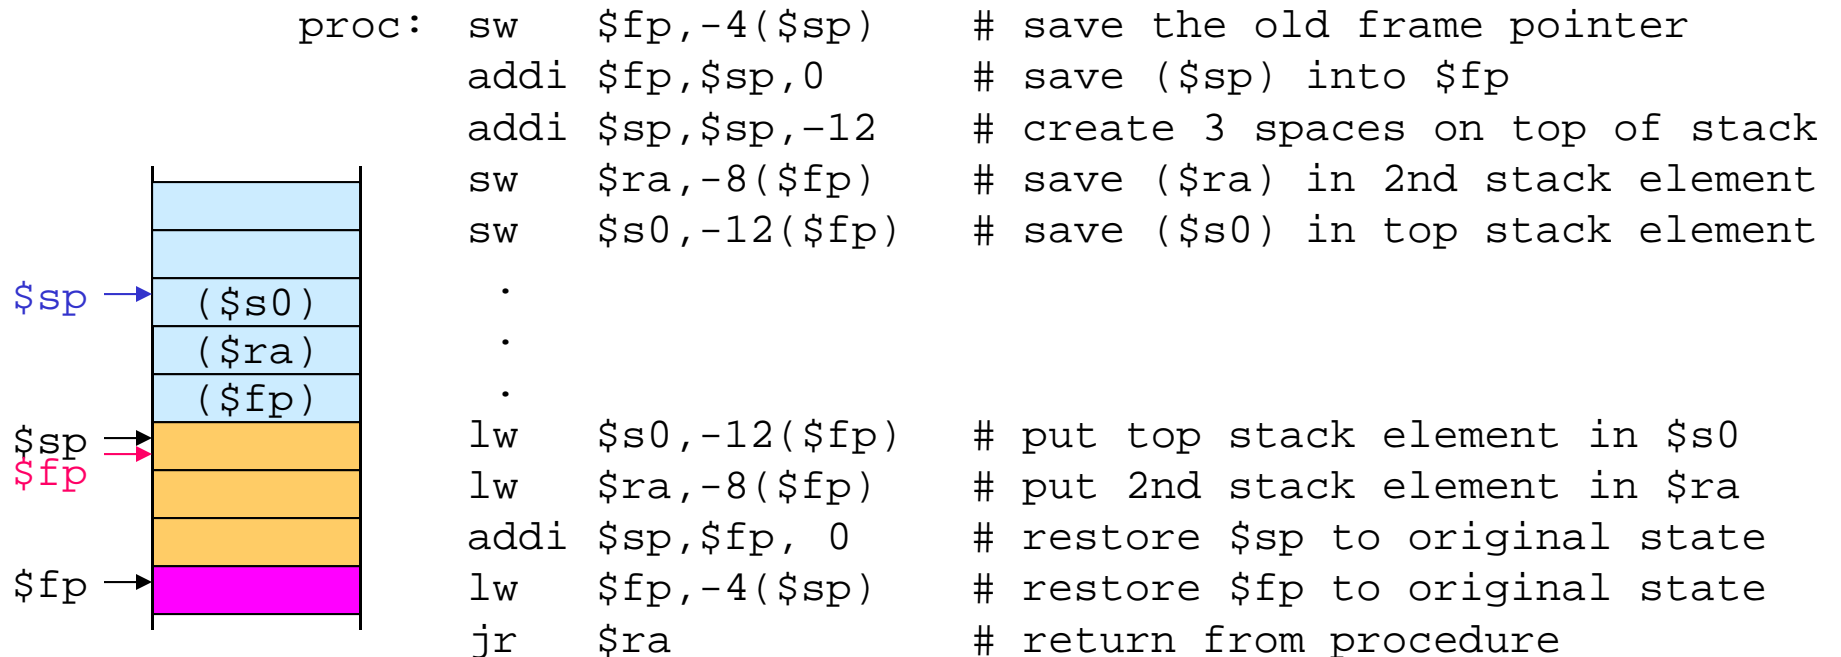 proc: sw $fp,-4($sp) # save the old frame pointer
addi $fp,$sp,0 # save ($sp) into $fp
addi $sp,$sp,–12 # create 3 spaces on top of stack
sw $ra,-8($fp) # save ($ra) in 2nd stack element
sw $s0,-12($fp) # save ($s0) in top stack element
.
.
.
lw $s0,-12($fp) # put top stack element in $s0
lw $ra,-8($fp) # put 2nd stack element in $ra
addi $sp,$fp, 0 # restore $sp to original state
lw $fp,-4($sp) # restore $fp to original state
jr $ra # return from procedure
$sp ($s0)
($ra)
($fp)
$sp
$fp
$fp